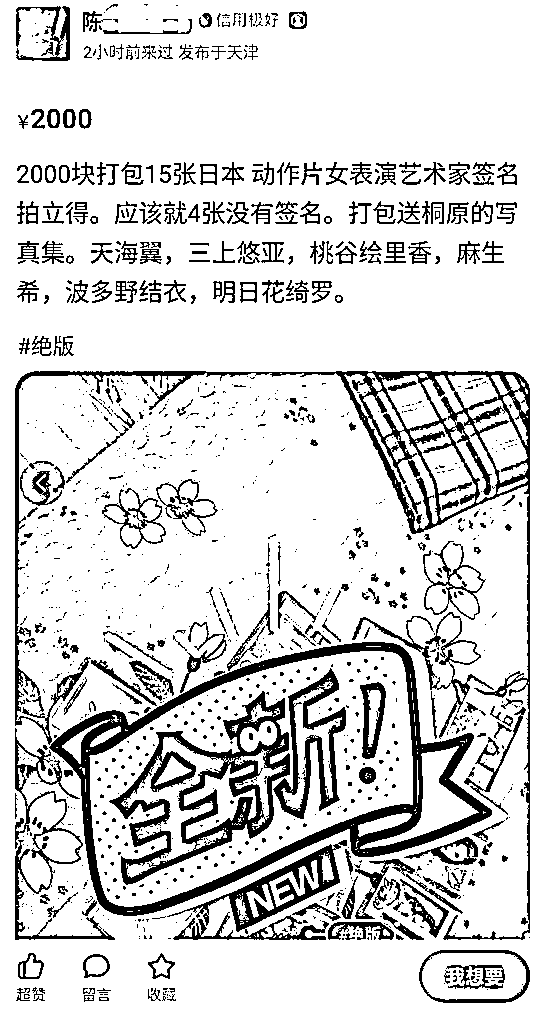 陈
信用极好
2小时前来过 发布于天津
¥2000
2000块打包15张日本 动作片女表演艺术家签名
拍立得。应该就4张没有签名。打包送桐原的写
真集。天海翼，三上悠亚，桃谷绘里香，麻生
希，波多野结衣，明日花绮罗。
#绝版
全新!
NEW!
#绝版
超赞
留言
收藏
我想要